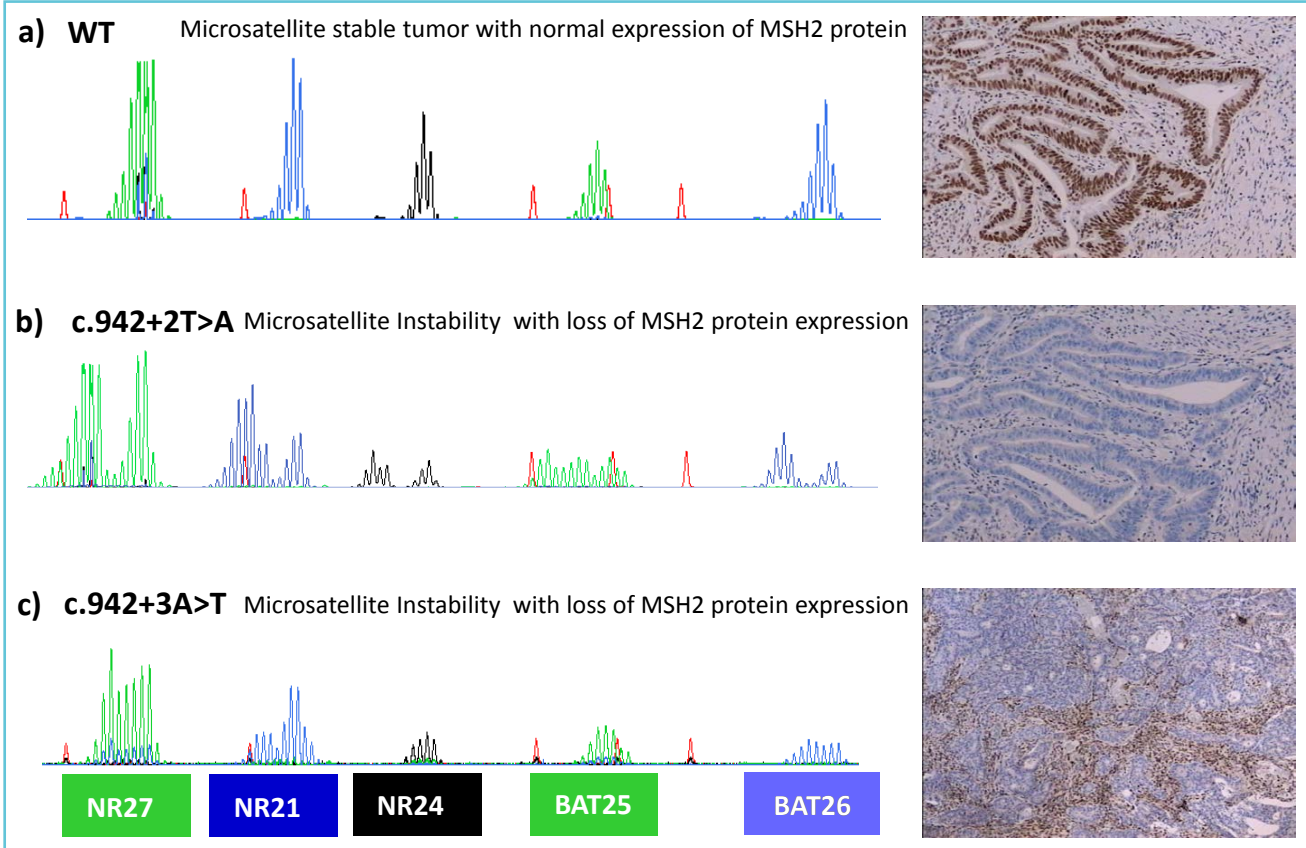 a) WT Microsatellite stable tumor with normal expression of MSH2 protein
b) c.942+2T>A Microsatellite Instability with loss of MSH2 protein expression
c) c.942+3A>T Microsatellite Instability with loss of MSH2 protein expression
NR27 NR21 NR24 BAT25 BAT26